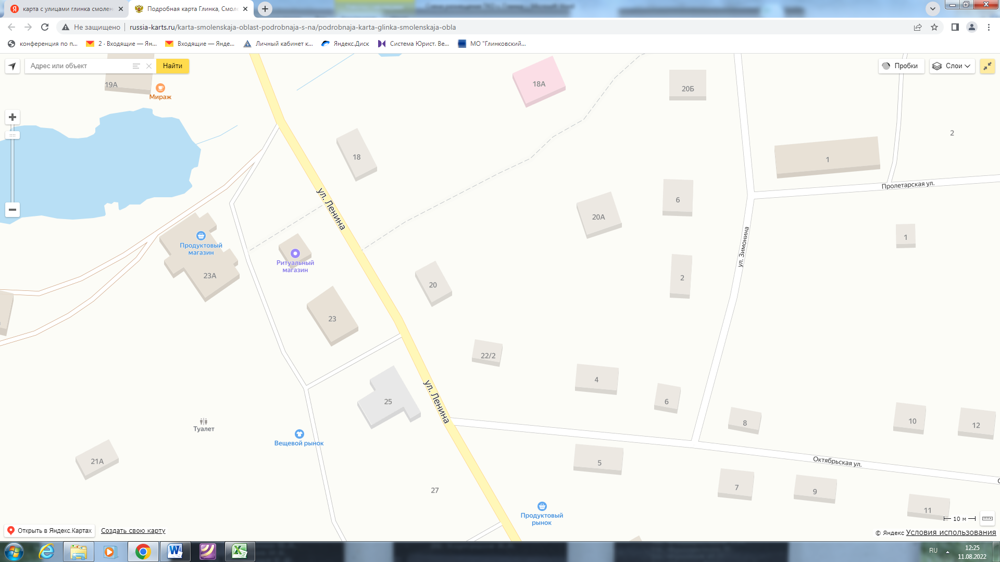 карта с улицами глинка смолен
Подробная карта Глинка, Смоле
Не защищено
russia-karts.ru/karta-smolenskaja-oblast-podrobnaja-s-na/podrobnaja-karta-glinka-smolenskaja-obla
конференция по п...
2 · Входящие — Ян...
Входящие — Янде...
Личный кабинет к...
Яндекс.Диск
Система Юрист. Ве...
МО "Глинковский...
Адрес или объект
Найти
Пробки
Слои
19А
Мираж
18А
20Б
2
18
1
Пролетарская ул.
ул. Ленина
6
20А
ул. Зимонина
1
Продуктовый
магазин
23А
Ритуальный
магазин
20
2
23
22/2
4
25
ул. Ленина
6
8
10
12
Туалет
Вещевой рынок
21А
5
Октябрьская ул.
7
9
27
11
Продуктовый
рынок
10 м
Открыть в Яндекс.Картах
Создать свою карту
© Яндекс Условия использования
RU
12:25
11.08.2022